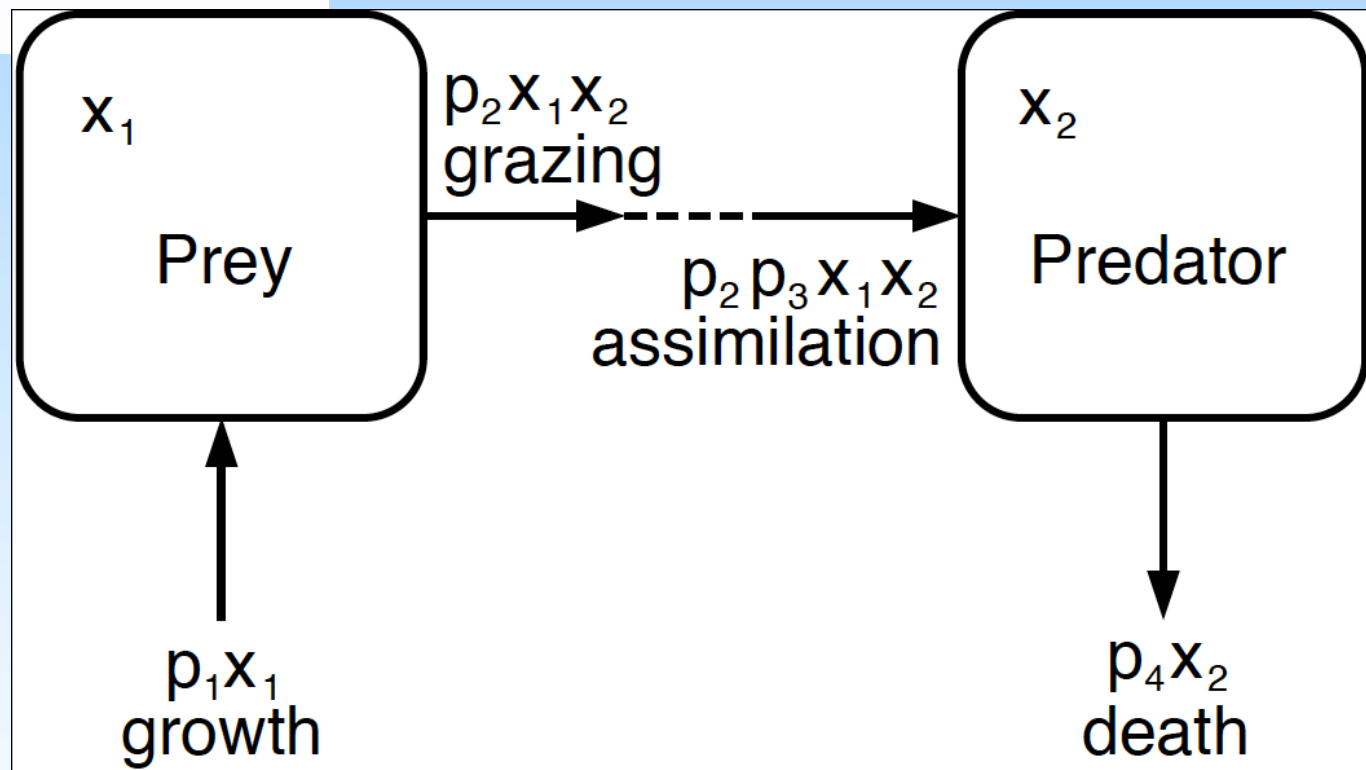 x₁
Prey
p₂x₁x₂
grazing
p₂p₃x₁x₂
assimilation
x₂
Predator
p₁x₁
growth
p₄x₂
death